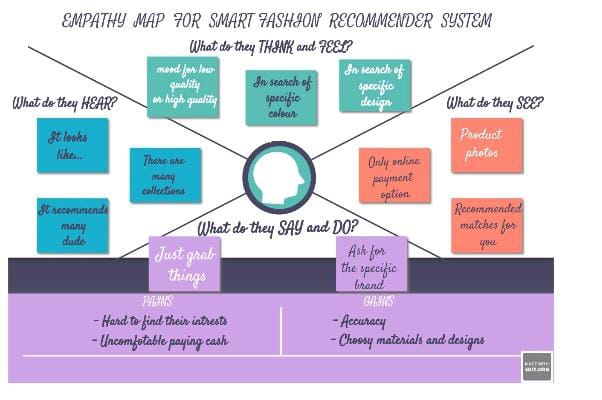 EMPATHY MAP FOR SMART FASHION RECOMMENDER SYSTEM
What do they THINK and FEEL?
mood for low
quality
or high quality
In search of
specific
colour
In search of
specific
design
What do they HEAR?
It looks
like...
There are
many
collections
It recommends
many
dude
What do they SEE?
Product
photos
Only online
payment
option
Recommended
matches for
you
What do they SAY and DO?
Just grab
things
Ask for
the specific
brand
PAINS
- Hard to find their intrests
- Uncomfotable paying cash
GAINS
- Accuracy
- Choosy materials and designs
MADE WITH
EDIT.ORG